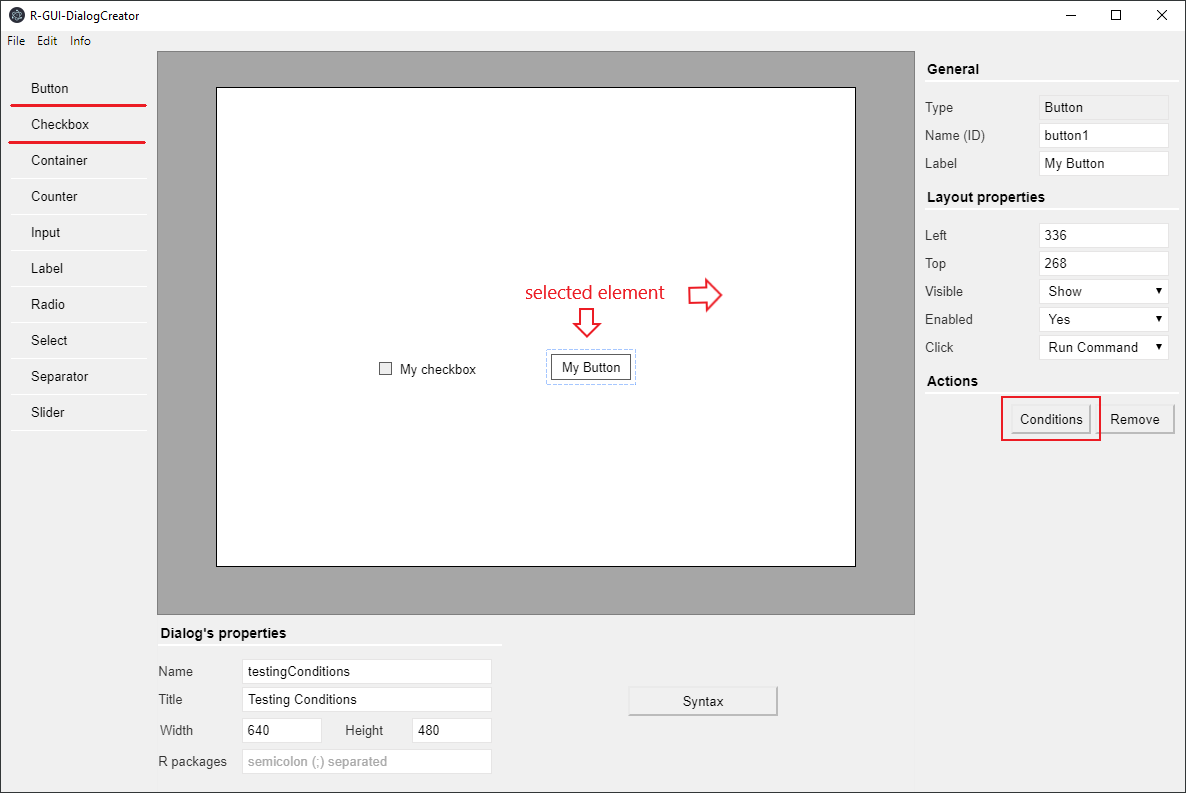 R-GUI-DialogCreator
File Edit Info
Button
Checkbox
Container
Counter
Input
Label
Radio
Select
Separator
Slider
selected element
My checkbox
My Button
General
Type Button
Name (ID) button1
Label My Button
Layout properties
Left 336
Top 268
Visible Show
Enabled Yes
Click Run Command
Actions
Conditions Remove
Dialog's properties
Name testingConditions
Title Testing Conditions
Width 640 Height 480
R packages semicolon (;) separated
Syntax